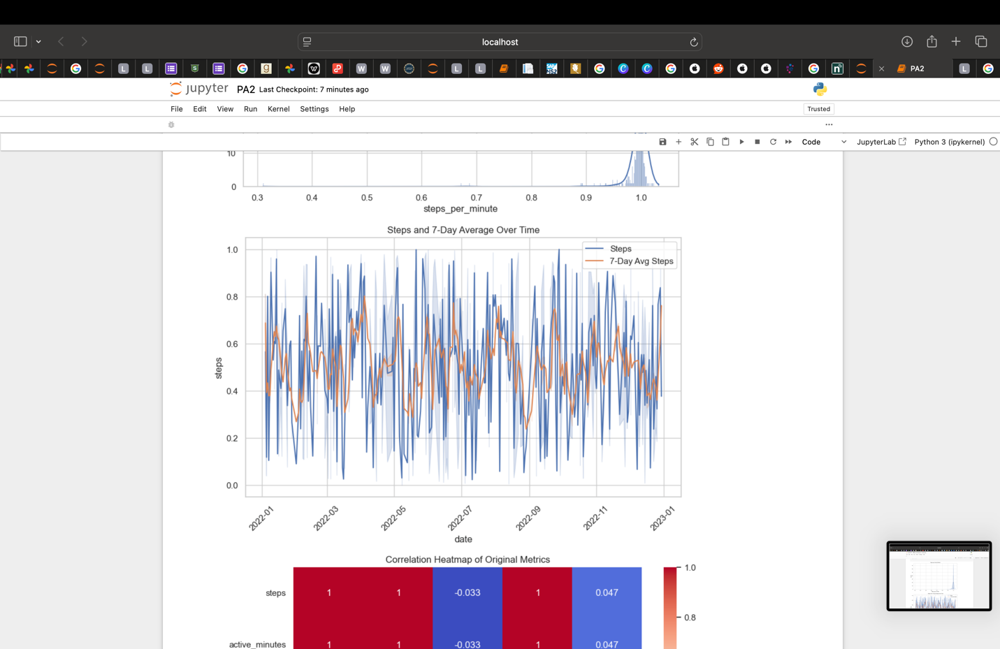 localhost
PA2
jupyter PA2 Last Checkpoint: 7 minutes ago
File Edit View Run Kernel Settings Help
Trusted
Code JupyterLab Python 3 (ipykernel)
10
0
0.3 0.4 0.5 0.6 0.7 0.8 0.9 1.0
steps_per_minute
Steps and 7-Day Average Over Time
Steps
7-Day Avg Steps
1.0
0.8
0.6
0.4
0.2
0.0
steps
2022-01 2022-03 2022-05 2022-07 2022-09 2022-11 2023-01
date
Correlation Heatmap of Original Metrics
steps 1 1 -0.033 1 0.047
active_minutes 1 1 -0.033 1 0.047
1.0
0.8